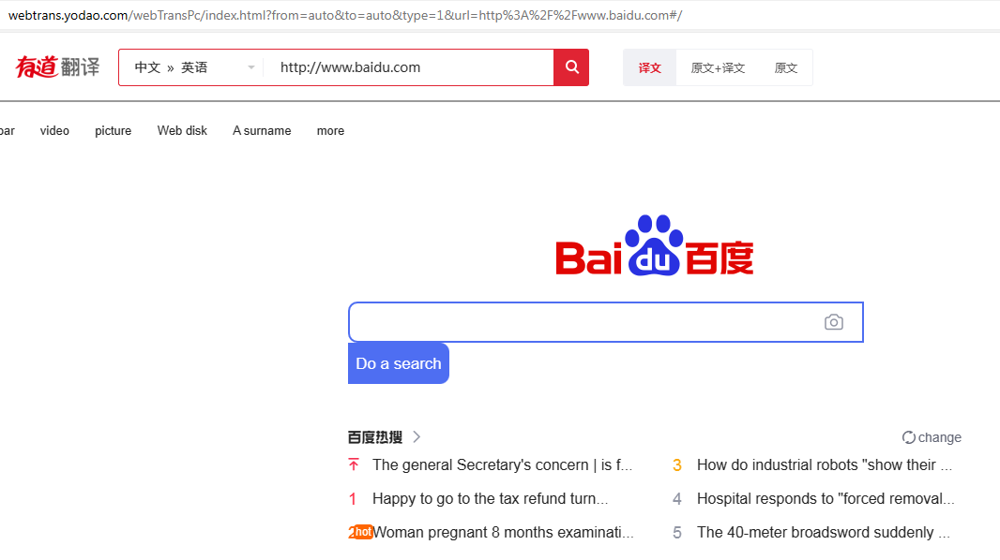 webtrans.yodao.com/webTransPc/index.html?from=auto&to=auto&type=1&url=http%3A%2F%2Fwww.baidu.com#/
有道翻译 中文 » 英语 http://www.baidu.com 译文 原文+译文 原文
bar video picture Web disk A surname more
Bai du 百度
Do a search
百度热搜 change
The general Secretary's concern | is f...
1 Happy to go to the tax refund turn...
2 hot Woman pregnant 8 months examinati...
3 How do industrial robots "show their ...
4 Hospital responds to "forced removal...
5 The 40-meter broadsword suddenly ...